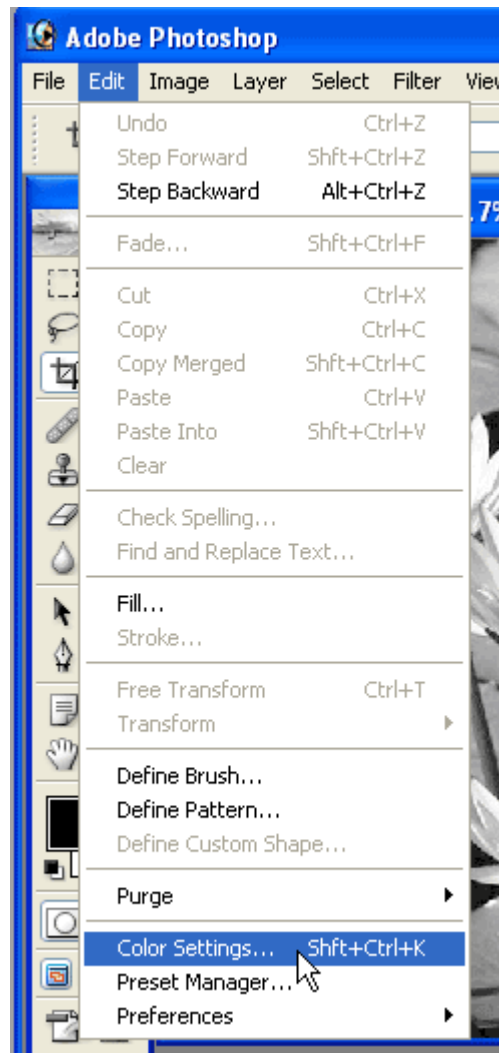 Adobe Photoshop
File Edit Image Layer Select Filter View
Undo Ctrl+Z
Step Forward Shft+Ctrl+Z
Step Backward Alt+Ctrl+Z
Fade... Shft+Ctrl+F
Cut Ctrl+X
Copy Ctrl+C
Copy Merged Shft+Ctrl+C
Paste Ctrl+V
Paste Into Shft+Ctrl+V
Clear
Check Spelling...
Find and Replace Text...
Fill...
Stroke...
Free Transform Ctrl+T
Transform
Define Brush...
Define Pattern...
Define Custom Shape...
Purge
Color Settings... Shft+Ctrl+K
Preset Manager...
Preferences